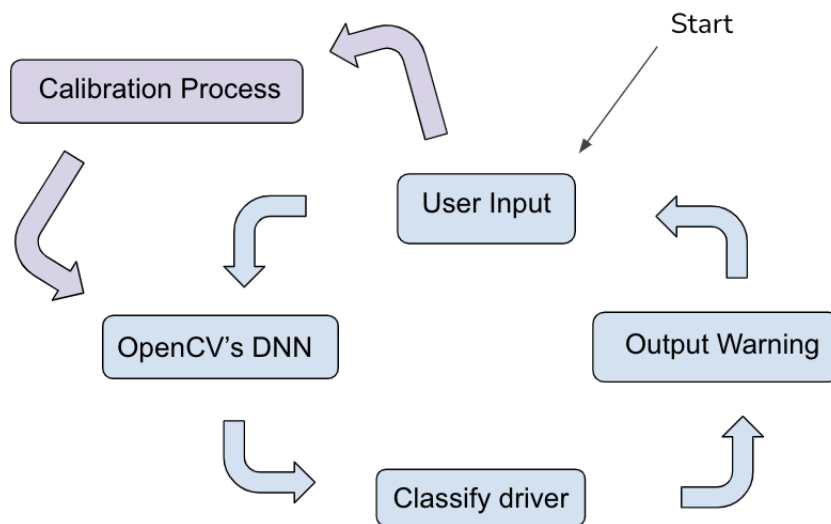 Start
Calibration Process
User Input
OpenCV's DNN
Output Warning
Classify driver